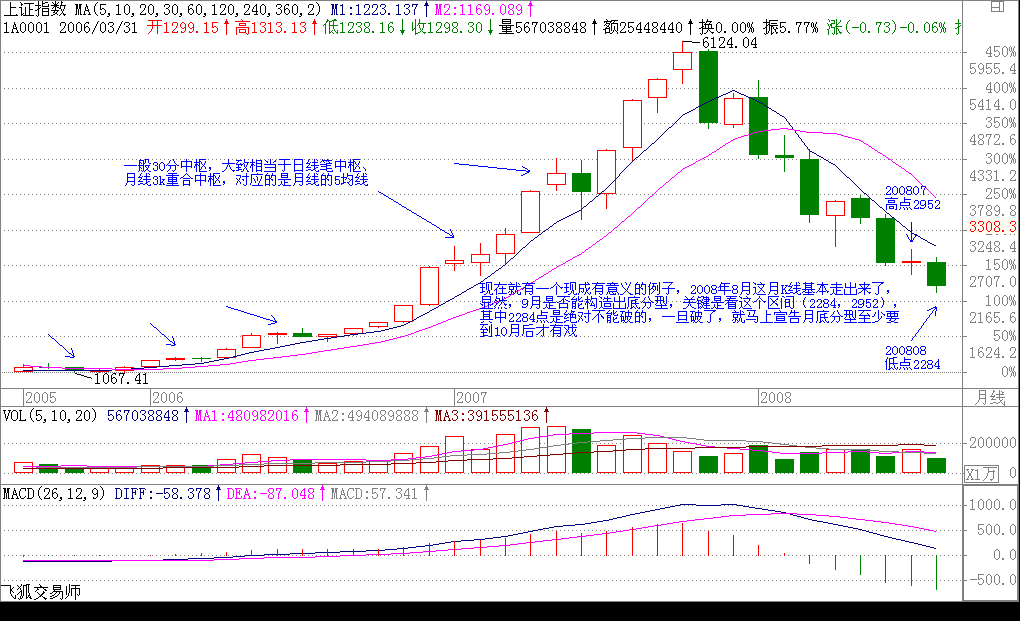 上证指数 MA(5,10,20,30,60,120,240,360,2) M1:1223.137↑M2:1169.089↑
1A0001 2006/03/31 开1299.15↑高1313.13↑低1238.16↓收1298.30↓量567038848↑额25448440↑换0.00% 振5.77% 涨(-0.73)-0.06%
6124.04
450%
5955.4
400%
5414.0
350%
4872.6
300%
4331.2
250%
3789.8
3308.3
3248.4
150%
2707.0
100%
2165.6
50%
1624.2
0%
一般30分中枢，大致相当于日线笔中枢、
月线3k重合中枢，对应的是月线的5均线
200807
高点2952
现在就有一个现成有意义的例子，2008年8月这月K线基本走出来了，
显然，9月是否能构造出底分型，关键是看这个区间（2284，2952），
其中2284点是绝对不能破的，一旦破了，就马上宣告月底分型至少要
到10月后才有戏
200808
低点2284
1067.41
2005
2006
2007
2008
月线
VOL(5,10,20) 567038848↑MA1:480982016↑MA2:494089888↑MA3:391555136↑
200000
X1万
0
MACD(26,12,9) DIFF:-58.378↑DEA:-87.048↑MACD:57.341↑
1000.0
500.0
0.0
-500.0
飞狐交易师